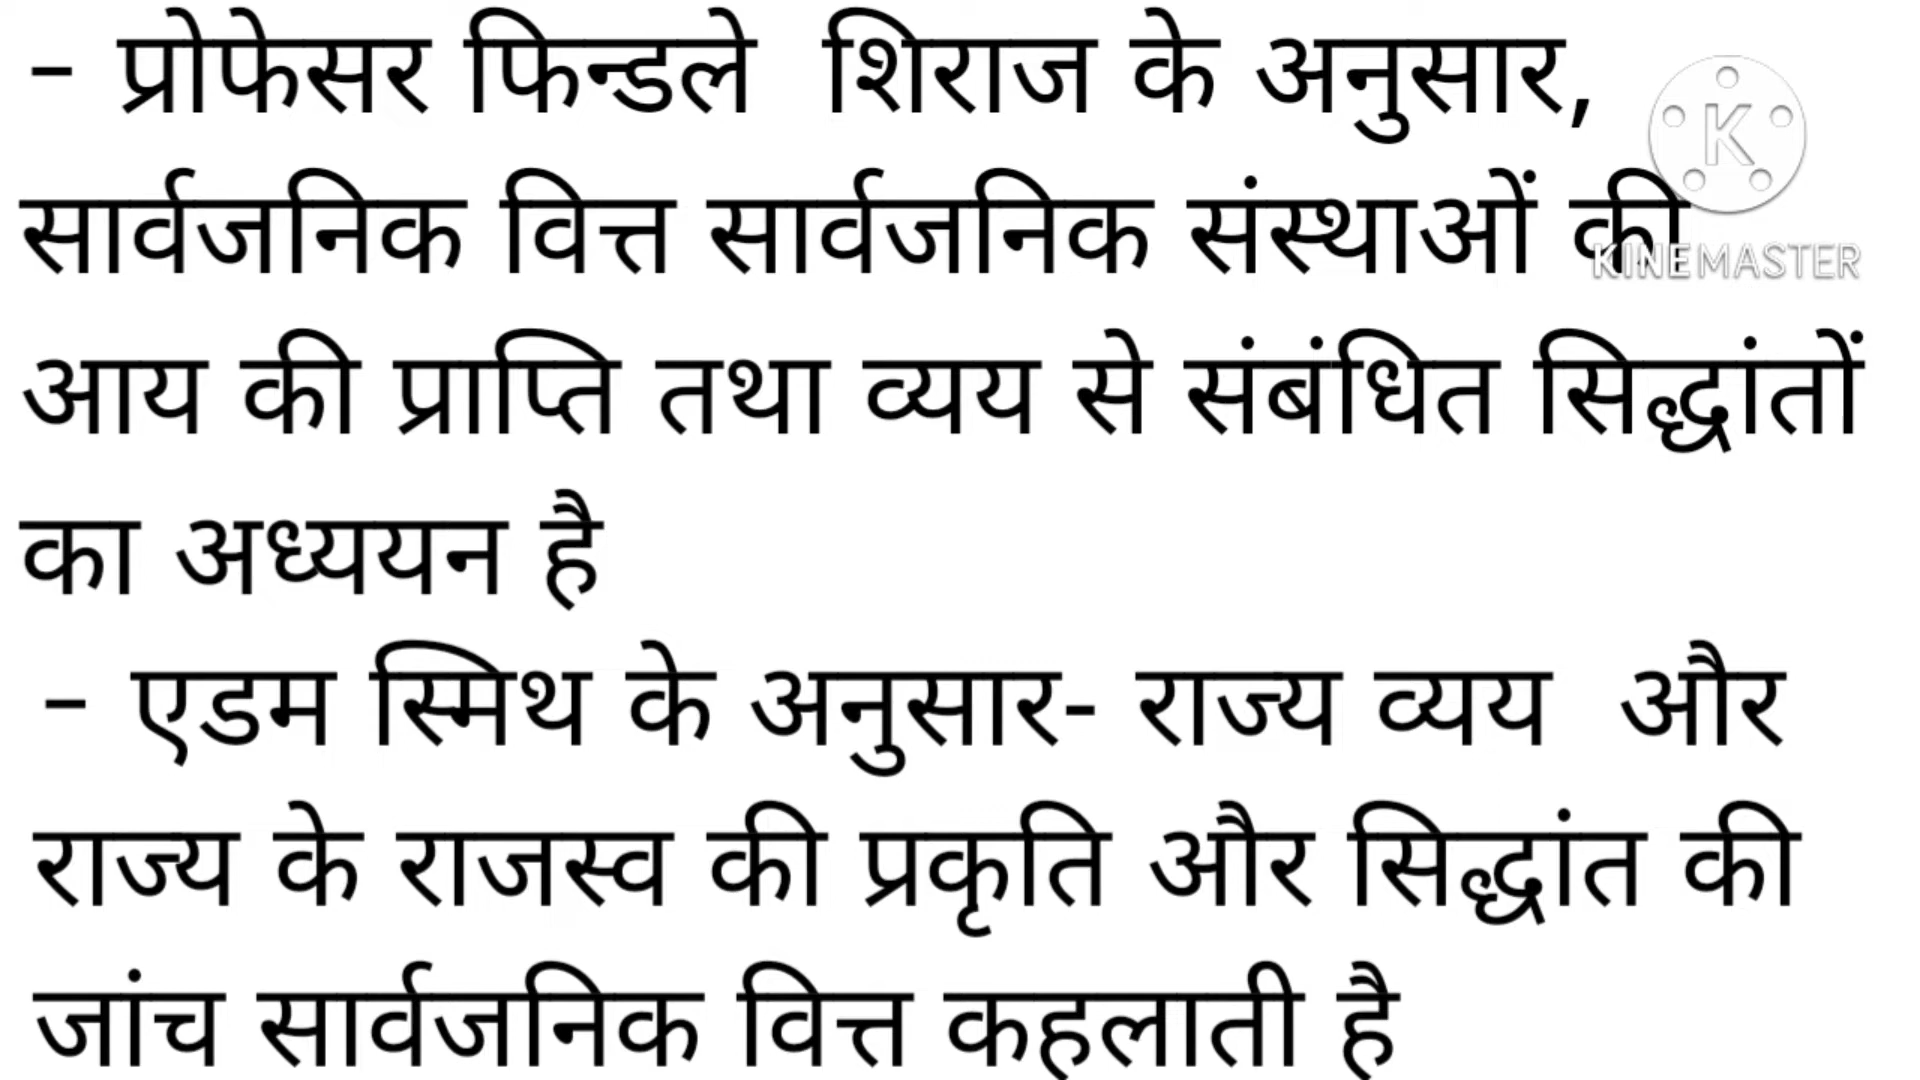 - प्रोफेसर फिन्डले शिराज के अनुसार,
सार्वजनिक वित्त सार्वजनिक संस्थाओं की
आय की प्राप्ति तथा व्यय से संबंधित सिद्धांतों
का अध्ययन है
- एडम स्मिथ के अनुसार- राज्य व्यय और
राज्य के राजस्व की प्रकृति और सिद्धांत की
जांच सार्वजनिक वित्त कहलाती है
K
KINEMASTER